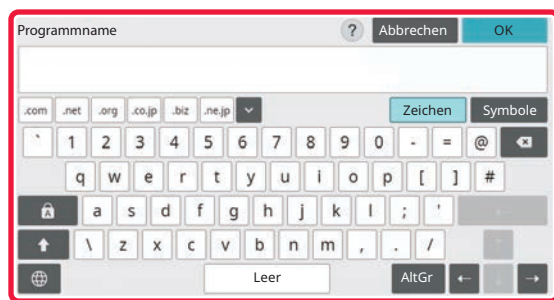 Programmname ? Abbrechen OK
.com .net .org .co.jp .biz .ne.jp Zeichen Symbole
` 1 2 3 4 5 6 7 8 9 0 - = @
q w e r t y u i o p [ ] #
A a s d f g h j k l ; '
\ z x c v b n m , . /
Leer AltGr